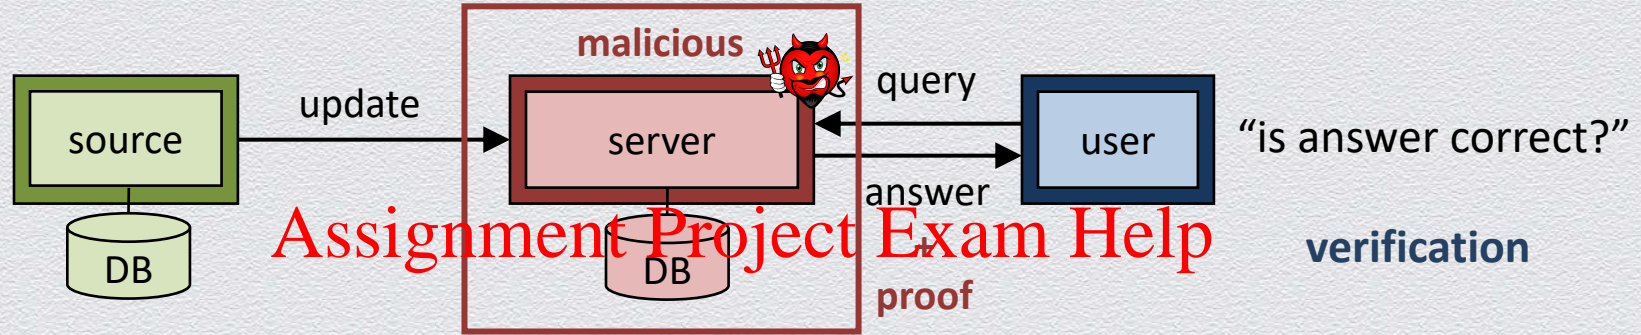 malicious
source
update
server
query
answer
+
proof
user
"is answer correct?"
verification
DB
DB
Assignment Project Exam Help